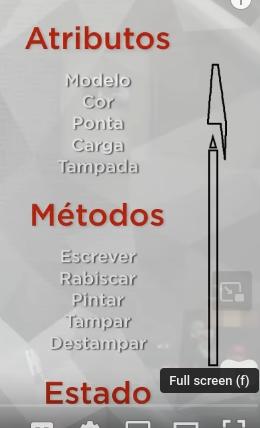 Atributos
Modelo
Cor
Ponta
Carga
Tampada
Métodos
Escrever
Rabiscar
Pintar
Tampar
Destampar
Estado
Full screen (f)